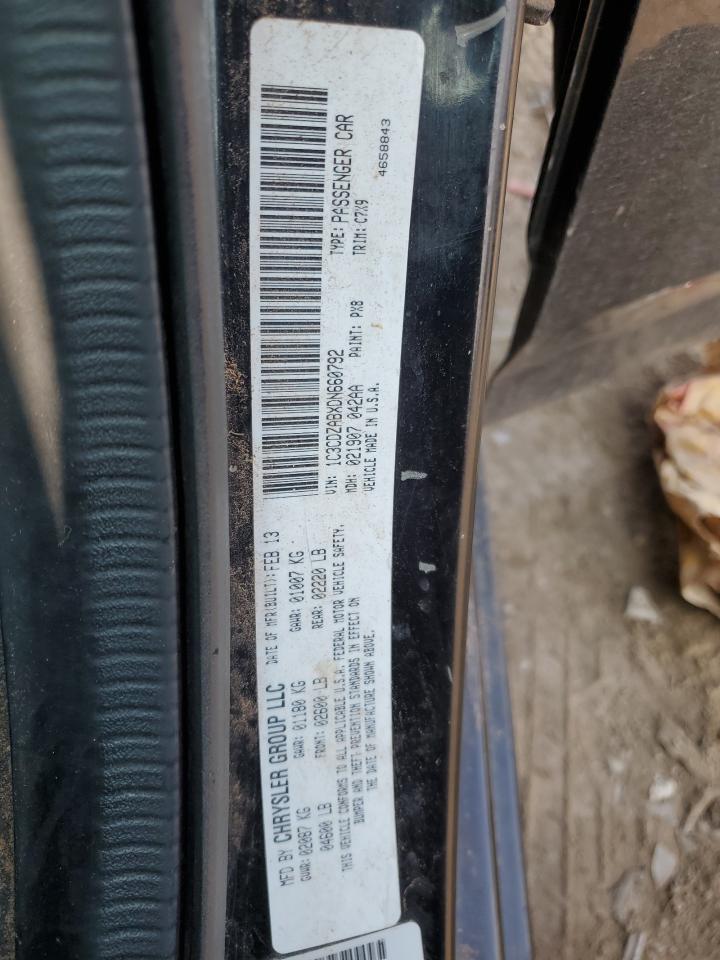 MFD BY CHRYSLER GROUP LLC DATE OF MFR(BUILT): FEB 13
GVWR: 02087 KG GAWR: 01180 KG GAWR: 01007 KG
04600 LB FRONT: 02600 LB REAR: 02220 LB
THIS VEHICLE CONFORMS TO ALL APPLICABLE U.S.A. FEDERAL MOTOR VEHICLE SAFETY,
BUMPER AND THEFT PREVENTION STANDARDS IN EFFECT ON
THE DATE OF MANUFACTURE SHOWN ABOVE.
VIN: 1C3CDZABXDN660792 TYPE: PASSENGER CAR
MDH: 021907 042AA PAINT: PX8 TRIM: C7X9
VEHICLE MADE IN U.S.A.
4658843